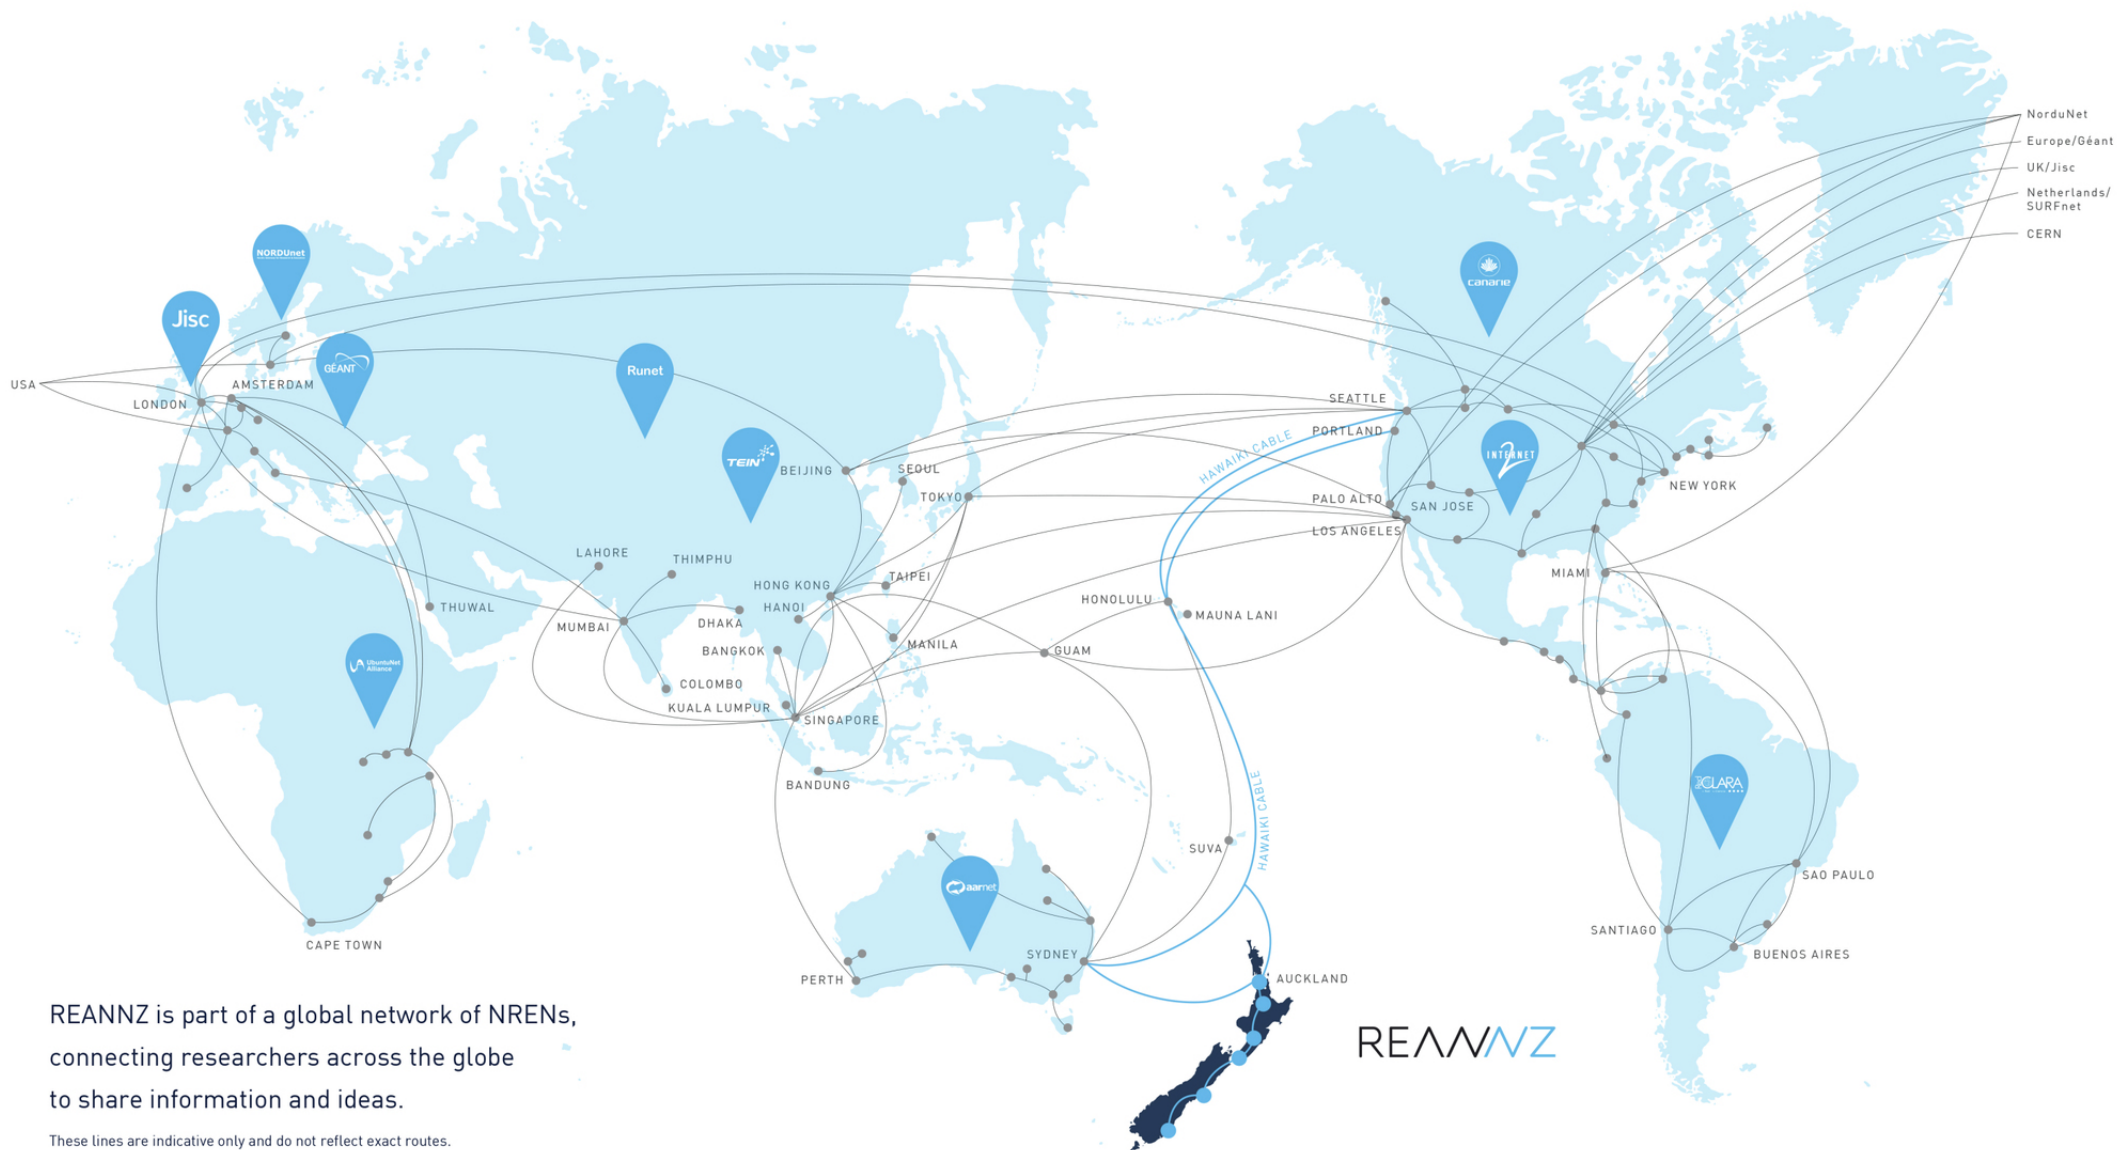 NorduNet
Europe/Géant
UK/Jisc
Netherlands/
SURFnet
CERN
NORDUnet
canarie
Jisc
GÉANT
Runet
USA
AMSTERDAM
LONDON
SEATTLE
PORTLAND
HAWAIKI CABLE
INTERNET
2
TEIN
BEIJING
SEOUL
TOKYO
NEW YORK
PALO ALTO
SAN JOSE
LOS ANGELES
LAHORE
THIMPHU
HONG KONG
TAIPEI
MIAMI
HANOI
THUWAL
HONOLULU
MAUNA LANI
MUMBAI
DHAKA
MANILA
BANGKOK
GUAM
UbuntuNet
Alliance
COLOMBO
KUALA LUMPUR
SINGAPORE
BANDUNG
CLARA
HAWAIKI CABLE
SUVA
aarnet
SAO PAULO
SANTIAGO
CAPE TOWN
SYDNEY
BUENOS AIRES
PERTH
AUCKLAND
REANNZ is part of a global network of NRENs,
connecting researchers across the globe
to share information and ideas.
REANNZ
These lines are indicative only and do not reflect exact routes.